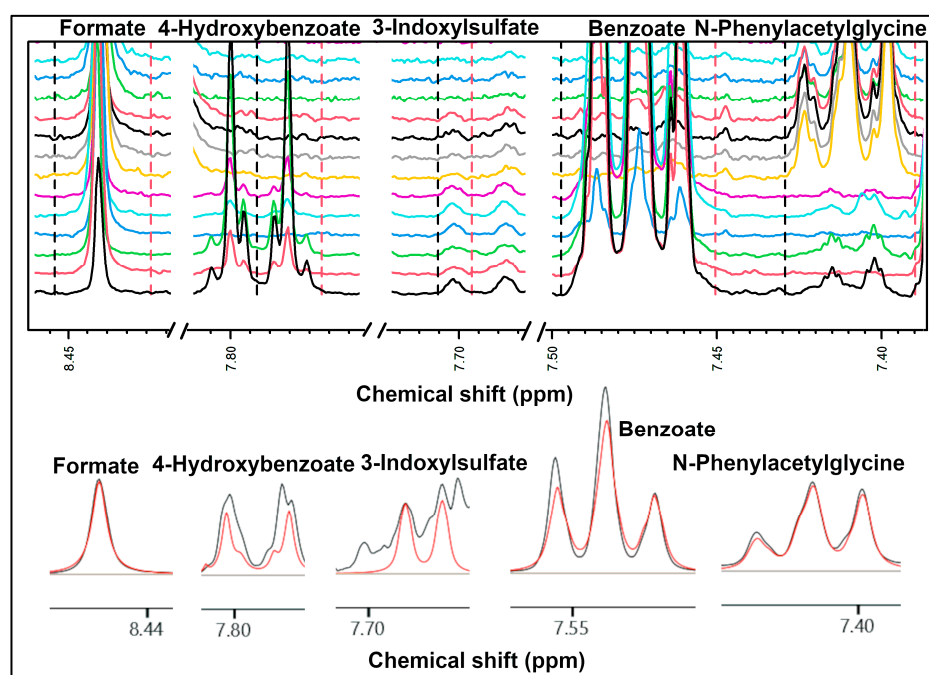 Formate 4-Hydroxybenzoate 3-Indoxylsulfate Benzoate N-Phenylacetylglycine
8.45 7.80 7.70 7.50 7.45 7.40
Chemical shift (ppm)
Benzoate
Formate 4-Hydroxybenzoate 3-Indoxylsulfate N-Phenylacetylglycine
8.44 7.80 7.70 7.55 7.40
Chemical shift (ppm)